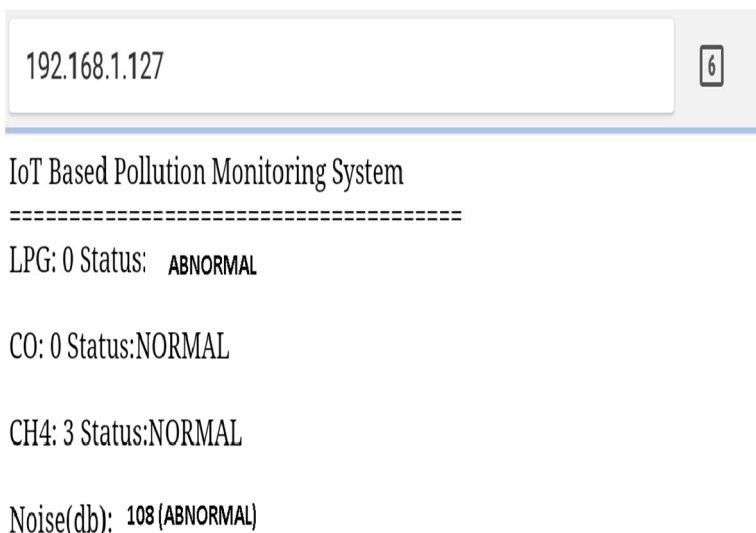 192.168.1.127
6
IoT Based Pollution Monitoring System
======================================
LPG: 0 Status: ABNORMAL
CO: 0 Status:NORMAL
CH4: 3 Status:NORMAL
Noise(db): 108 (ABNORMAL)